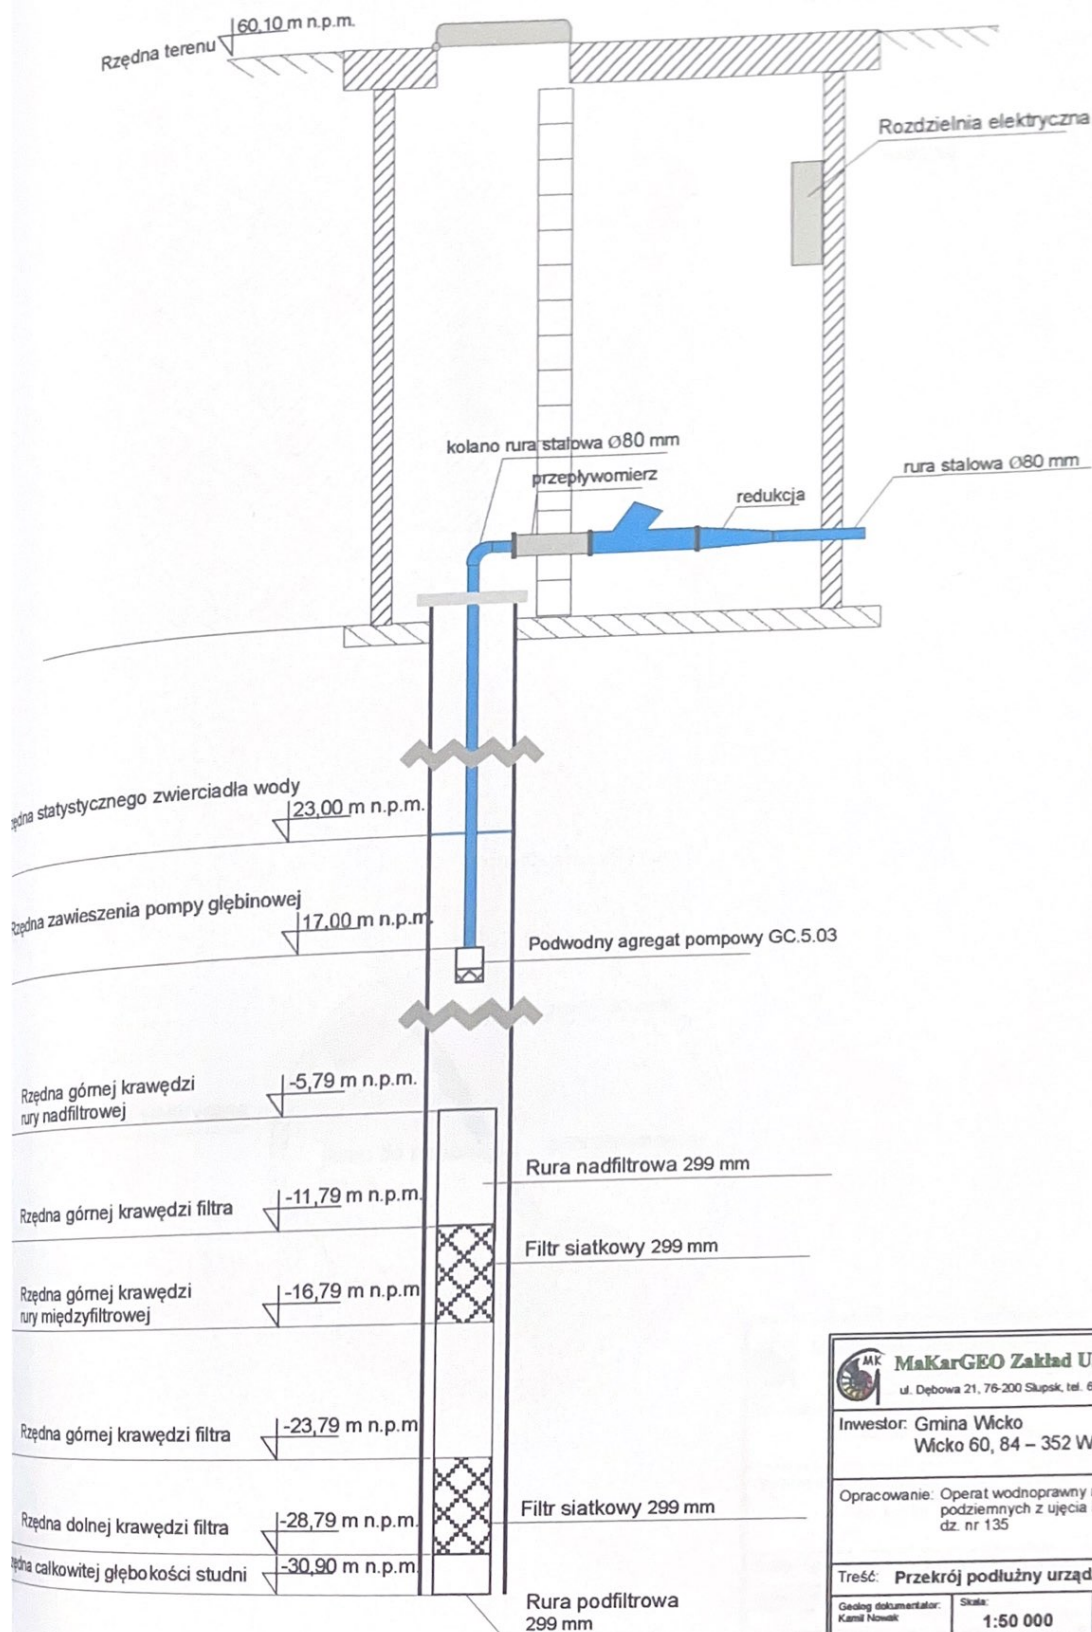 60,10 m n.p.m.
Rzędna terenu
Rozdzielnia elektryczna
kolano rura stalowa Ø80 mm
przepływomierz
redukcja
rura stalowa Ø80 mm
statystycznego zwierciadła wody
23,00 m n.p.m.
Rzędna zawieszenia pompy głębinowej
17,00 m n.p.m.
Podwodny agregat pompowy GC.5.03
Rzędna górnej krawędzi
rury nadfiltrowej
-5,79 m n.p.m.
Rura nadfiltrowa 299 mm
Rzędna górnej krawędzi filtra
-11,79 m n.p.m.
Filtr siatkowy 299 mm
Rzędna górnej krawędzi
rury międzyfiltrowej
-16,79 m n.p.m
Rzędna górnej krawędzi filtra
-23,79 m n.p.m
Filtr siatkowy 299 mm
Rzędna dolnej krawędzi filtra
-28,79 m n.p.m.
całkowitej głębokości studni
-30,90 m n.p.m.
Rura podfiltrowa
299 mm
MK
MaKarGEO Zakład U
ul. Dębowa 21, 76-200 Słupsk, tel. 6
Inwestor: Gmina Wicko
Wicko 60, 84 – 352 W
Opracowanie: Operat wodnoprawny
podziemnych z ujęcia
dz. nr 135
Treść: Przekrój podłużny urząd
Geolog dokumentator:
Kamil Nowak
Skala:
1:50 000